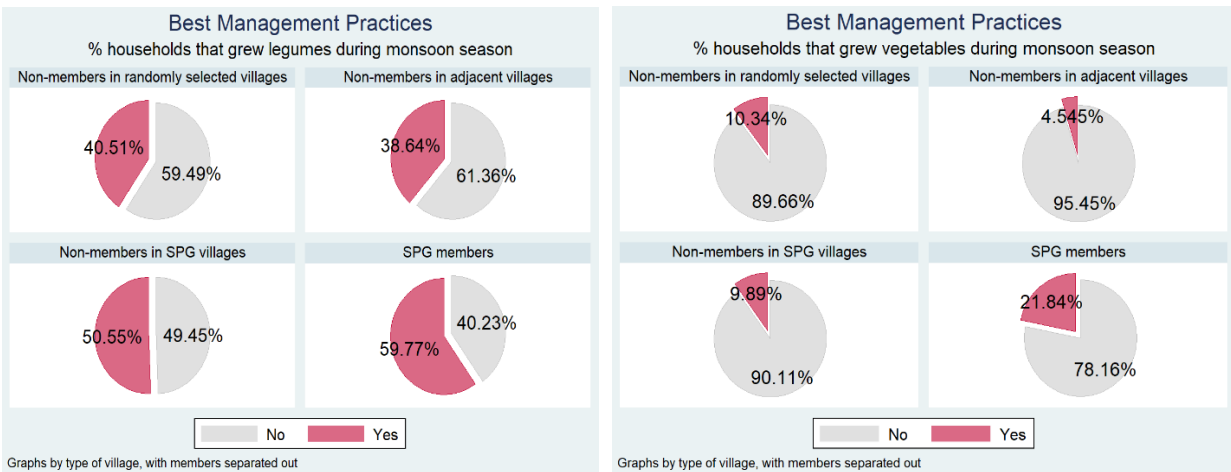 Best Management Practices
% households that grew legumes during monsoon season
Non-members in randomly selected villages
Non-members in adjacent villages
40.51%
59.49%
38.64%
61.36%
Non-members in SPG villages
SPG members
50.55%
49.45%
59.77%
40.23%
No
Yes
Graphs by type of village, with members separated out
Best Management Practices
% households that grew vegetables during monsoon season
Non-members in randomly selected villages
Non-members in adjacent villages
10.34%
89.66%
4.545%
95.45%
Non-members in SPG villages
SPG members
9.89%
90.11%
21.84%
78.16%
No
Yes
Graphs by type of village, with members separated out